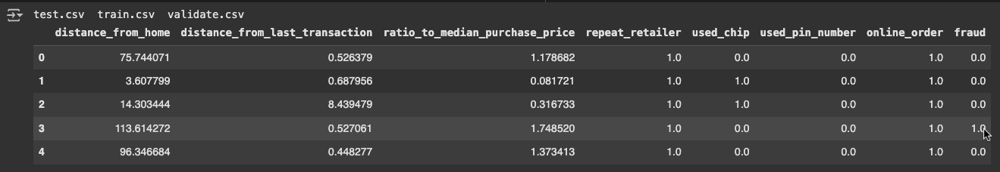 test.csv train.csv validate.csv
distance_from_home distance_from_last_transaction ratio_to_median_purchase_price repeat_retailer used_chip used_pin_number online_order fraud
0 75.744071 0.526379 1.178682 1.0 0.0 0.0 1.0 0.0
1 3.607799 0.687956 0.081721 1.0 1.0 0.0 1.0 0.0
2 14.303444 8.439479 0.316733 1.0 1.0 0.0 1.0 0.0
3 113.614272 0.527061 1.748520 1.0 0.0 0.0 1.0 1.0
4 96.346684 0.448277 1.373413 1.0 0.0 0.0 1.0 0.0